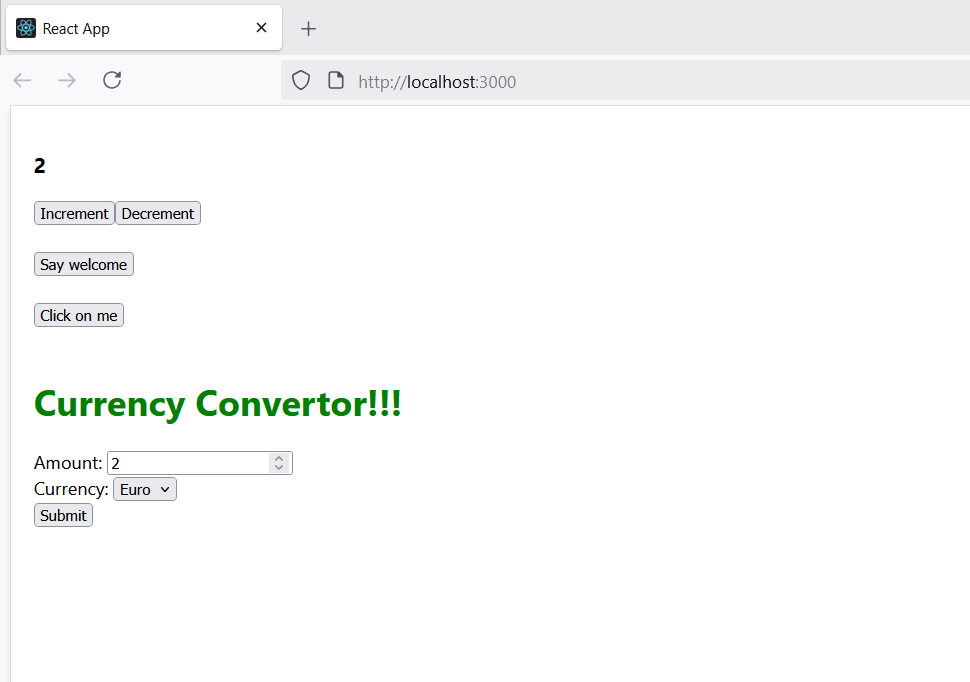 React App
http://localhost:3000
2
Increment Decrement
Say welcome
Click on me
Currency Convertor!!!
Amount: 2
Currency: Euro
Submit